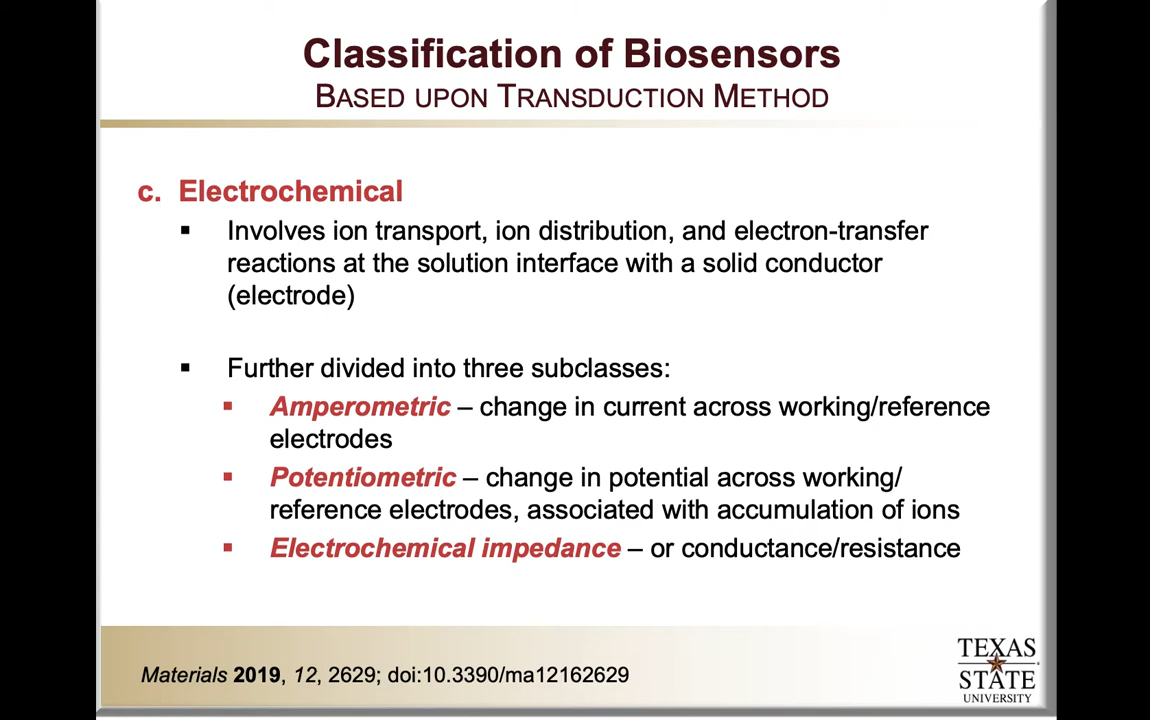 Classification of Biosensors
BASED UPON TRANSDUCTION METHOD
c. Electrochemical
▪ Involves ion transport, ion distribution, and electron-transfer
reactions at the solution interface with a solid conductor
(electrode)
▪ Further divided into three subclasses:
▪ Amperometric – change in current across working/reference
electrodes
▪ Potentiometric – change in potential across working/
reference electrodes, associated with accumulation of ions
▪ Electrochemical impedance – or conductance/resistance
Materials 2019, 12, 2629; doi:10.3390/ma12162629
TEXAS
STATE
UNIVERSITY